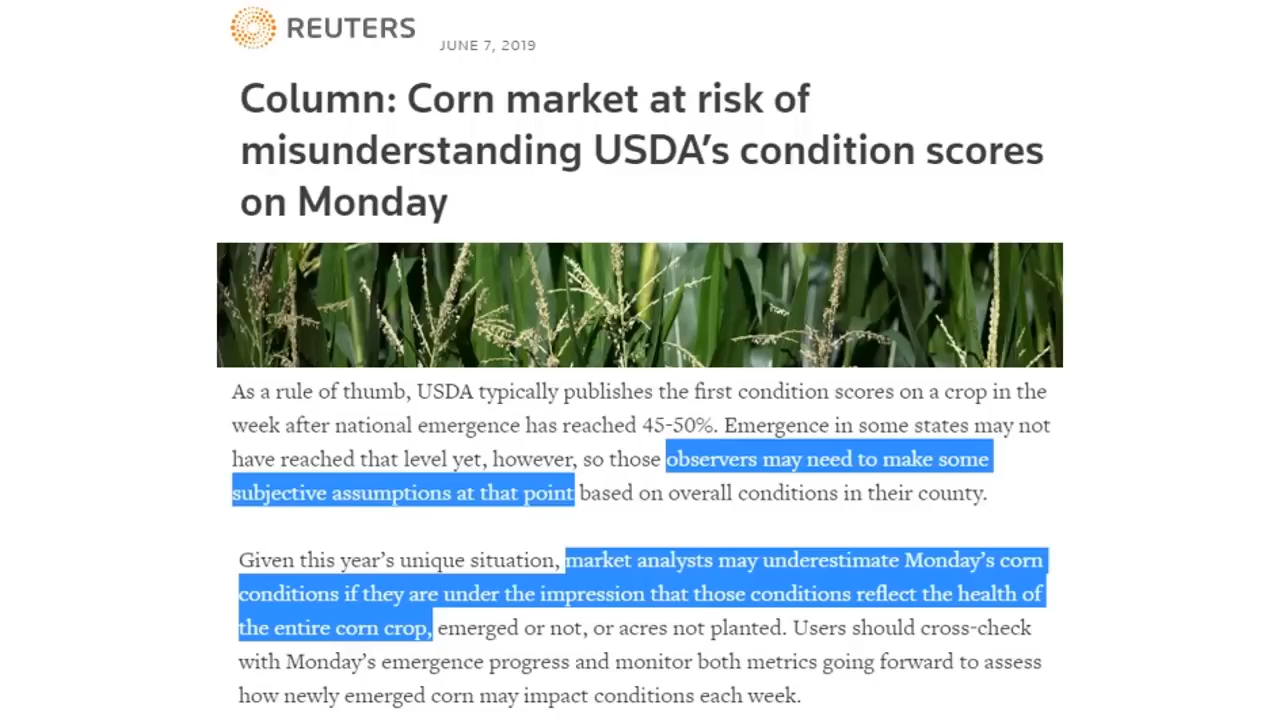 REUTERS
JUNE 7, 2019
Column: Corn market at risk of
misunderstanding USDA's condition scores
on Monday
As a rule of thumb, USDA typically publishes the first condition scores on a crop in the
week after national emergence has reached 45-50%. Emergence in some states may not
have reached that level yet, however, so those observers may need to make some
subjective assumptions at that point based on overall conditions in their county.
Given this year's unique situation, market analysts may underestimate Monday's corn
conditions if they are under the impression that those conditions reflect the health of
the entire corn crop, emerged or not, or acres not planted. Users should cross-check
with Monday's emergence progress and monitor both metrics going forward to assess
how newly emerged corn may impact conditions each week.